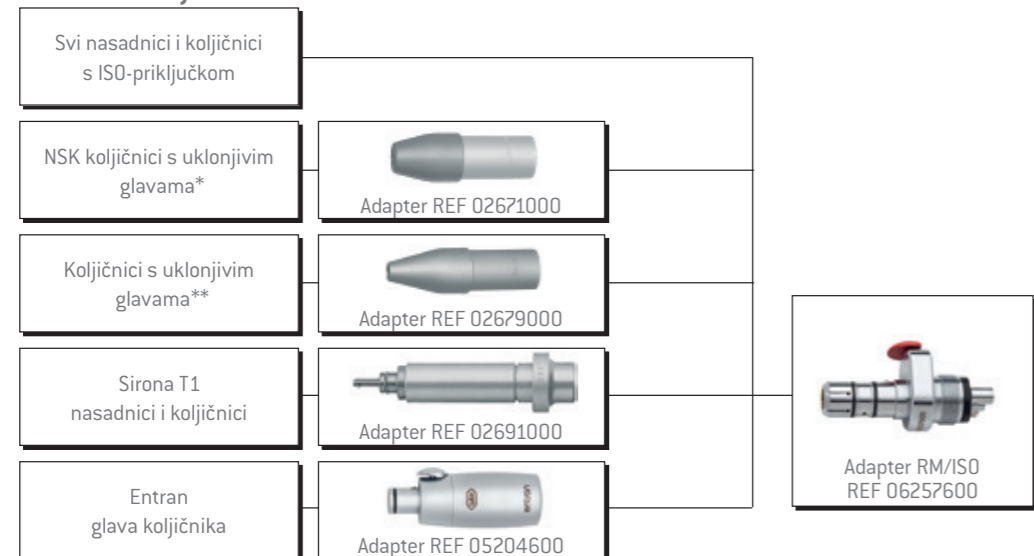 Svi nasadnici i koljičnici
s ISO-priključkom
NSK koljičnici s uklonjivim
glavama*
Adapter REF 02671000
Koljičnici s uklonjivim
glavama**
Adapter REF 02679000
Sirona T1
nasadnici i koljičnici
Adapter REF 02691000
Entran
glava koljičnika
Adapter REF 05204600
Adapter RM/ISO
REF 06257600